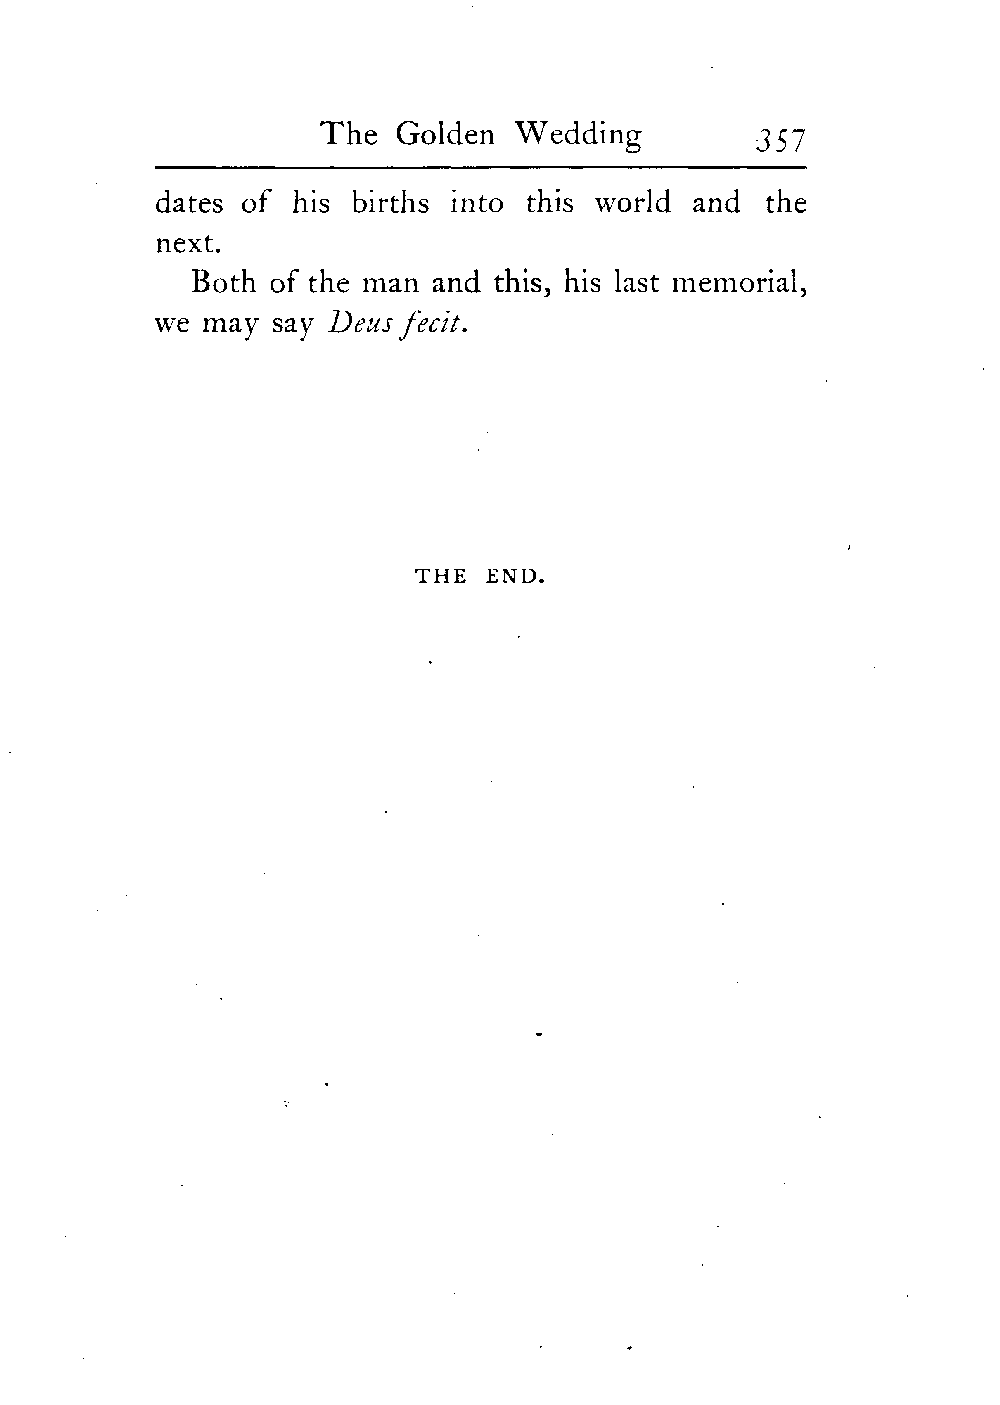 The Golden Wedding 357
dates of his births into this world and the
next.
Both of the man and this, his last memorial,
we may say Deus fecit.
THE END.